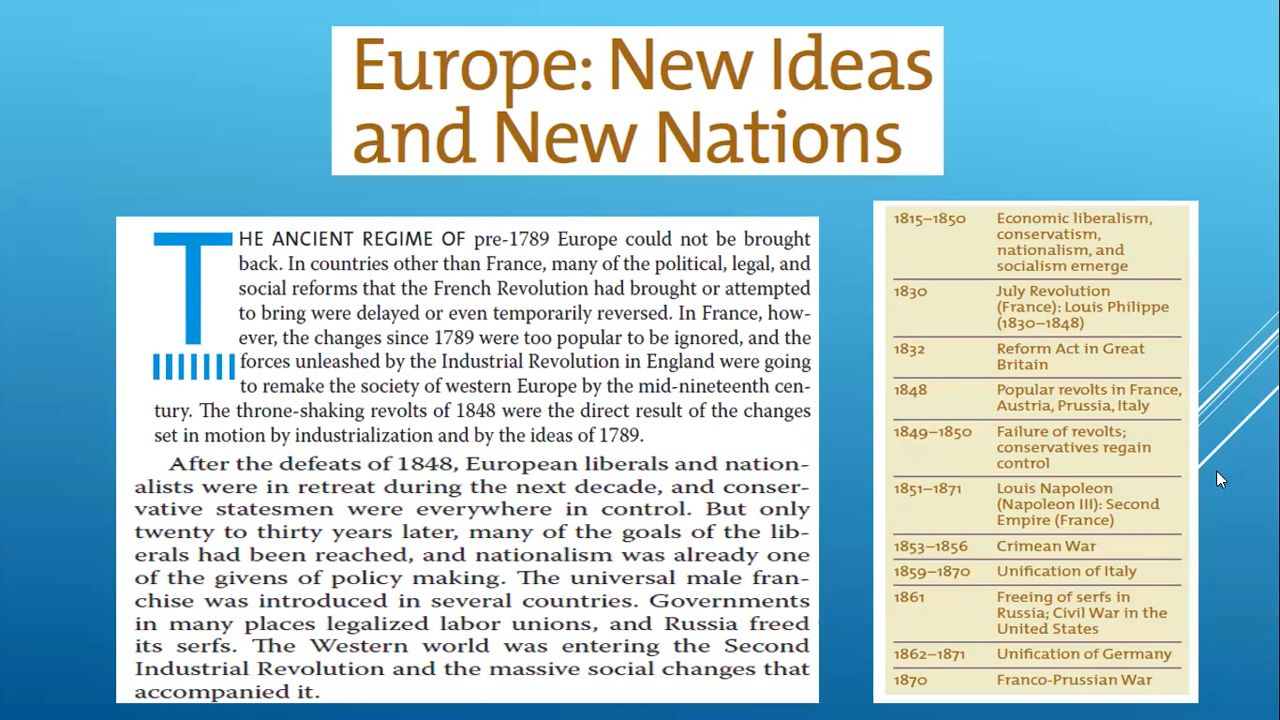 Europe: New Ideas
and New Nations
THE ANCIENT REGIME OF pre-1789 Europe could not be brought
back. In countries other than France, many of the political, legal, and
social reforms that the French Revolution had brought or attempted
to bring were delayed or even temporarily reversed. In France, how-
ever, the changes since 1789 were too popular to be ignored, and the
forces unleashed by the Industrial Revolution in England were going
to remake the society of western Europe by the mid-nineteenth cen-
tury. The throne-shaking revolts of 1848 were the direct result of the changes
set in motion by industrialization and by the ideas of 1789.
After the defeats of 1848, European liberals and nation-
alists were in retreat during the next decade, and conser-
vative statesmen were everywhere in control. But only
twenty to thirty years later, many of the goals of the lib-
erals had been reached, and nationalism was already one
of the givens of policy making. The universal male fran-
chise was introduced in several countries. Governments
in many places legalized labor unions, and Russia freed
its serfs. The Western world was entering the Second
Industrial Revolution and the massive social changes that
accompanied it.
1815–1850 Economic liberalism,
conservatism,
nationalism, and
socialism emerge
1830 July Revolution
(France): Louis Philippe
(1830–1848)
1832 Reform Act in Great
Britain
1848 Popular revolts in France,
Austria, Prussia, Italy
1849–1850 Failure of revolts;
conservatives regain
control
1851–1871 Louis Napoleon
(Napoleon III): Second
Empire (France)
1853–1856 Crimean War
1859–1870 Unification of Italy
1861 Freeing of serfs in
Russia; Civil War in the
United States
1862–1871 Unification of Germany
1870 Franco-Prussian War